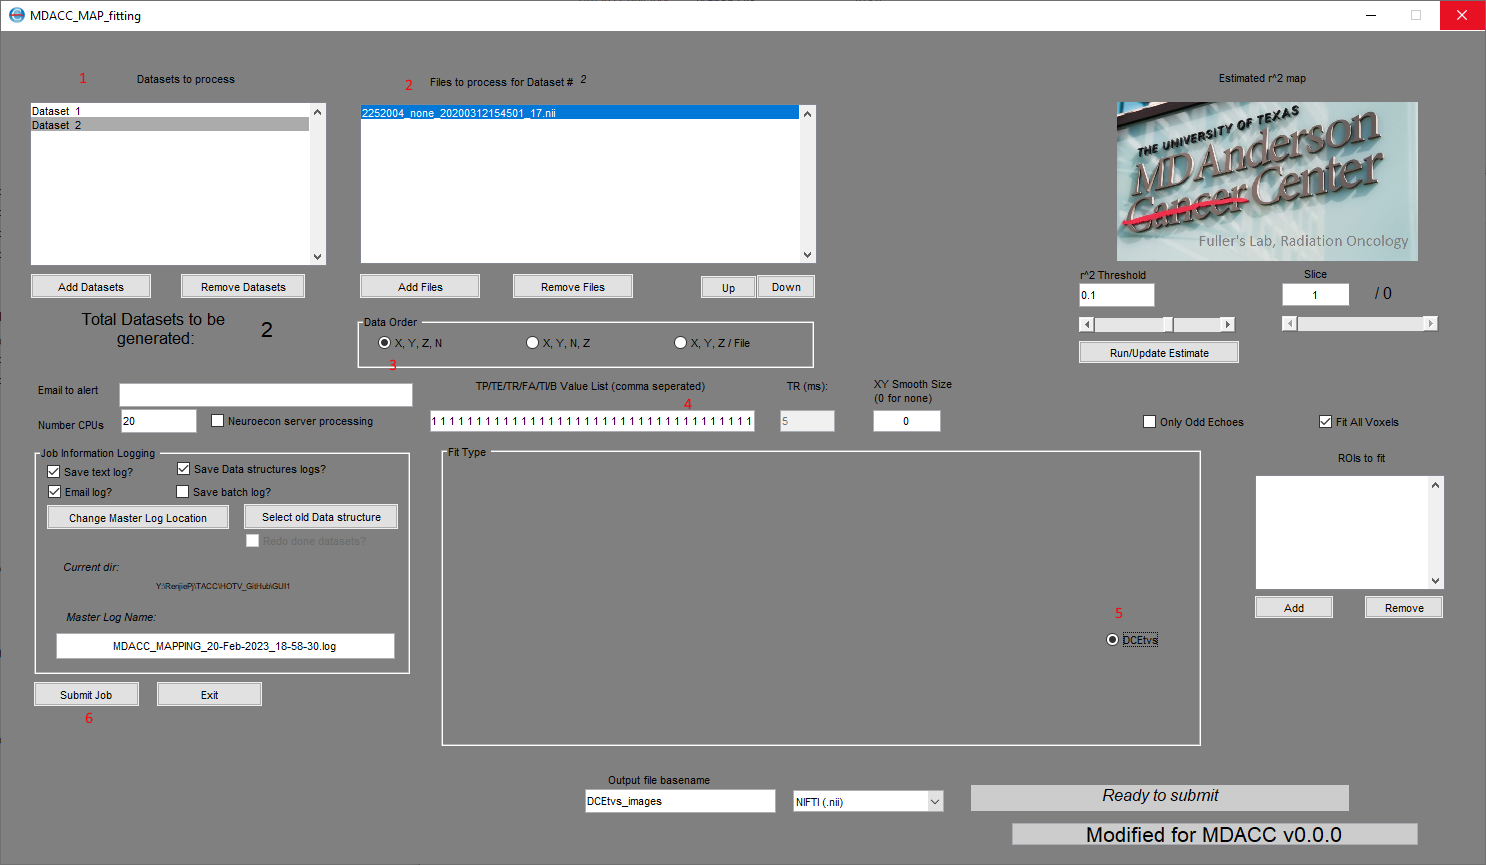 MDACC_MAP_fitting
1 Datasets to process
2 Files to process for Dataset # 2
Estimated r^2 map
Dataset 1
Dataset 2
2252004_none_20200312154501_17.nii
THE UNIVERSITY OF TEXAS
MD Anderson
Cancer Center
Fuller's Lab, Radiation Oncology
Add Datasets
Remove Datasets
Add Files
Remove Files
Up
Down
r^2 Threshold
Slice
0.1
1
/ 0
Run/Update Estimate
Total Datasets to be
generated:
2
Data Order
X, Y, Z, N
X, Y, N, Z
X, Y, Z / File
3
Email to alert
TP/TE/TR/FA/TI/B Value List (comma seperated)
4
TR (ms):
XY Smooth Size
(0 for none)
Number CPUs
20
Neuroecon server processing
1 1 1 1 1 1 1 1 1 1 1 1 1 1 1 1 1 1 1 1 1 1 1 1 1 1 1 1 1 1 1 1 1 1 1 1
5
0
Only Odd Echoes
Fit All Voxels
Job Information Logging
Save text log?
Save Data structures logs?
Email log?
Save batch log?
Change Master Log Location
Select old Data structure
Redo done datasets?
Current dir:
Y:\RenjiePj\TACC\HOTV_GitHub\GUI1
Master Log Name:
MDACC_MAPPING_20-Feb-2023_18-58-30.log
Submit Job
Exit
6
Fit Type
5
DCEtvs
ROIs to fit
Add
Remove
Output file basename
DCEtvs_images
NIFTI (.nii)
Ready to submit
Modified for MDACC v0.0.0